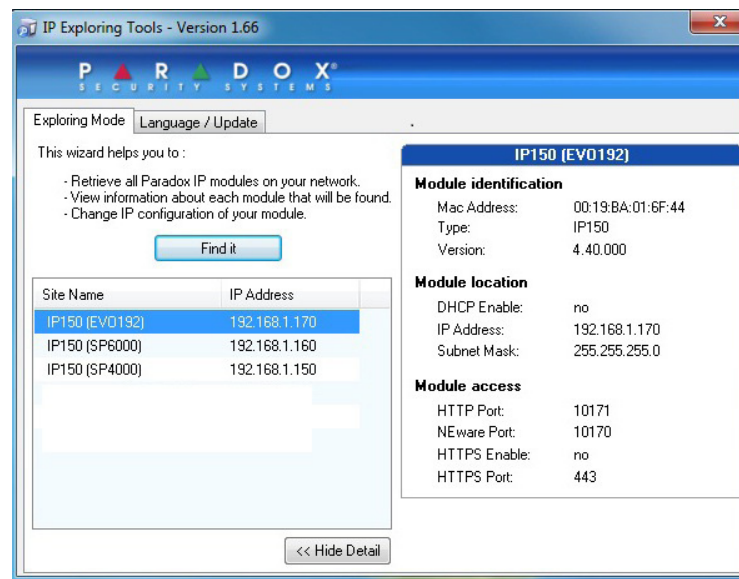 IP Exploring Tools - Version 1.66
PARADOX®
SECURITY SYSTEMS
Exploring Mode
Language / Update
This wizard helps you to :
- Retrieve all Paradox IP modules on your network.
- View information about each module that will be found.
- Change IP configuration of your module.
Find it
Site Name IP Address
IP150 (EVO192) 192.168.1.170
IP150 (SP6000) 192.168.1.160
IP150 (SP4000) 192.168.1.150
<< Hide Detail
IP150 (EVO192)
Module identification
Mac Address: 00:19:BA:01:6F:44
Type: IP150
Version: 4.40.000
Module location
DHCP Enable: no
IP Address: 192.168.1.170
Subnet Mask: 255.255.255.0
Module access
HTTP Port: 10171
NEware Port: 10170
HTTPS Enable: no
HTTPS Port: 443